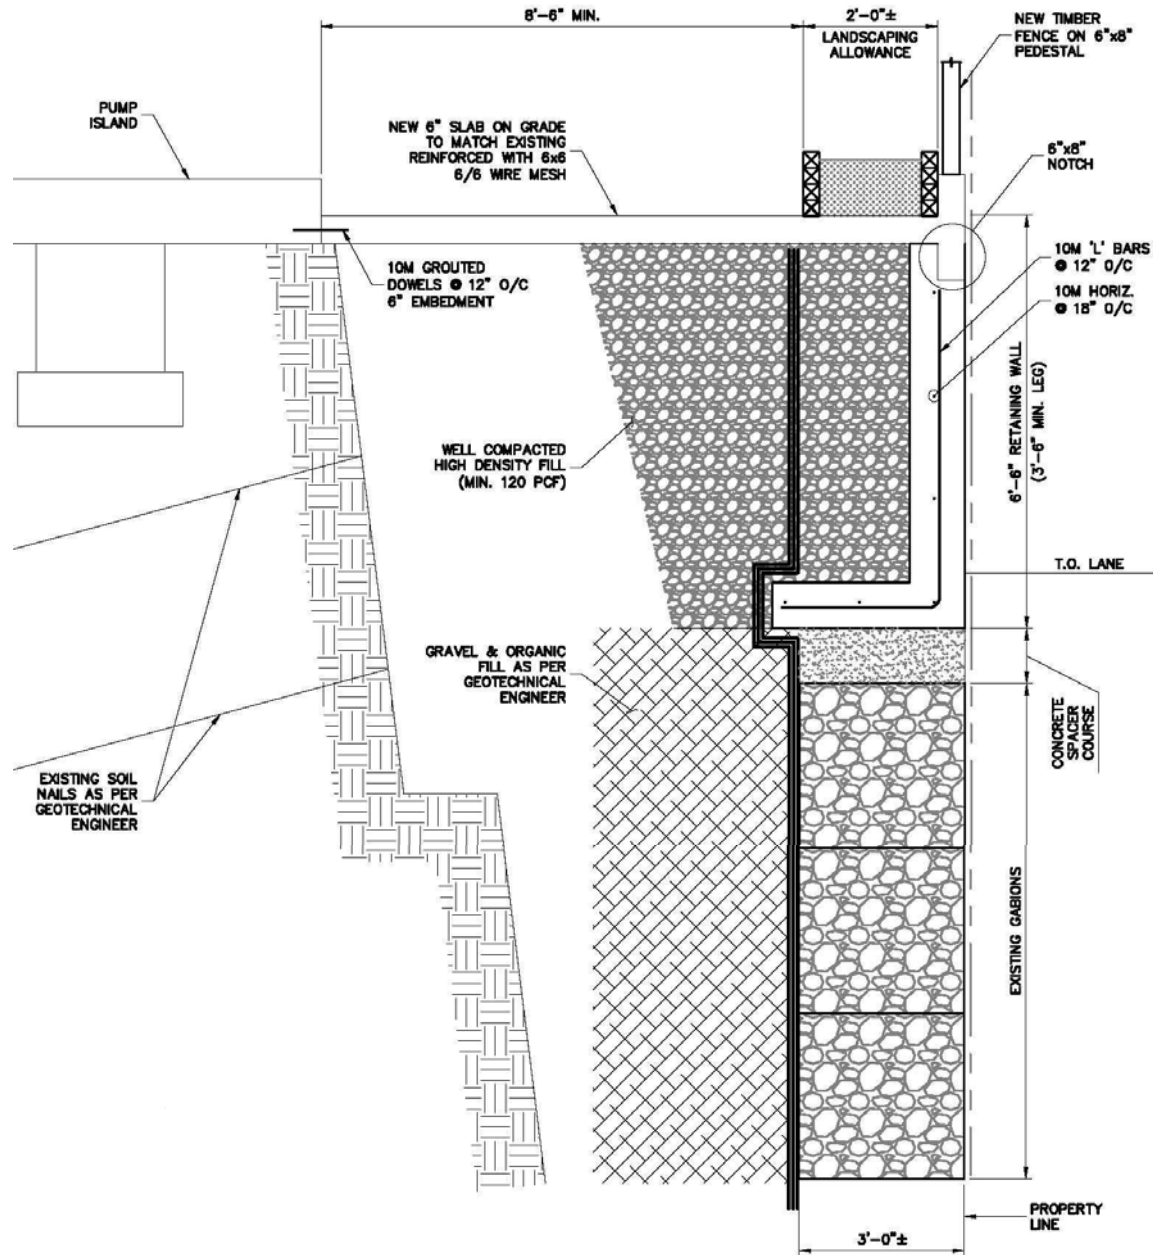 8'-6" MIN.
2'-0"±
LANDSCAPING
ALLOWANCE
NEW TIMBER
FENCE ON 6"x8"
PEDESTAL
PUMP
ISLAND
NEW 6" SLAB ON GRADE
TO MATCH EXISTING
REINFORCED WITH 6x6
6/6 WIRE MESH
6"x8"
NOTCH
10M GROUTED
DOWELS @ 12" O/C
6" EMBEDMENT
10M 'L' BARS
@ 12" O/C
10M HORIZ.
@ 18" O/C
6'-6" RETAINING WALL
(3'-6" MIN. LEG)
WELL COMPACTED
HIGH DENSITY FILL
(MIN. 120 PCF)
T.O. LANE
GRAVEL & ORGANIC
FILL AS PER
GEOTECHNICAL
ENGINEER
CONCRETE
SPACER
COURSE
EXISTING SOIL
NAILS AS PER
GEOTECHNICAL
ENGINEER
EXISTING GABIONS
PROPERTY
LINE
3'-0"±